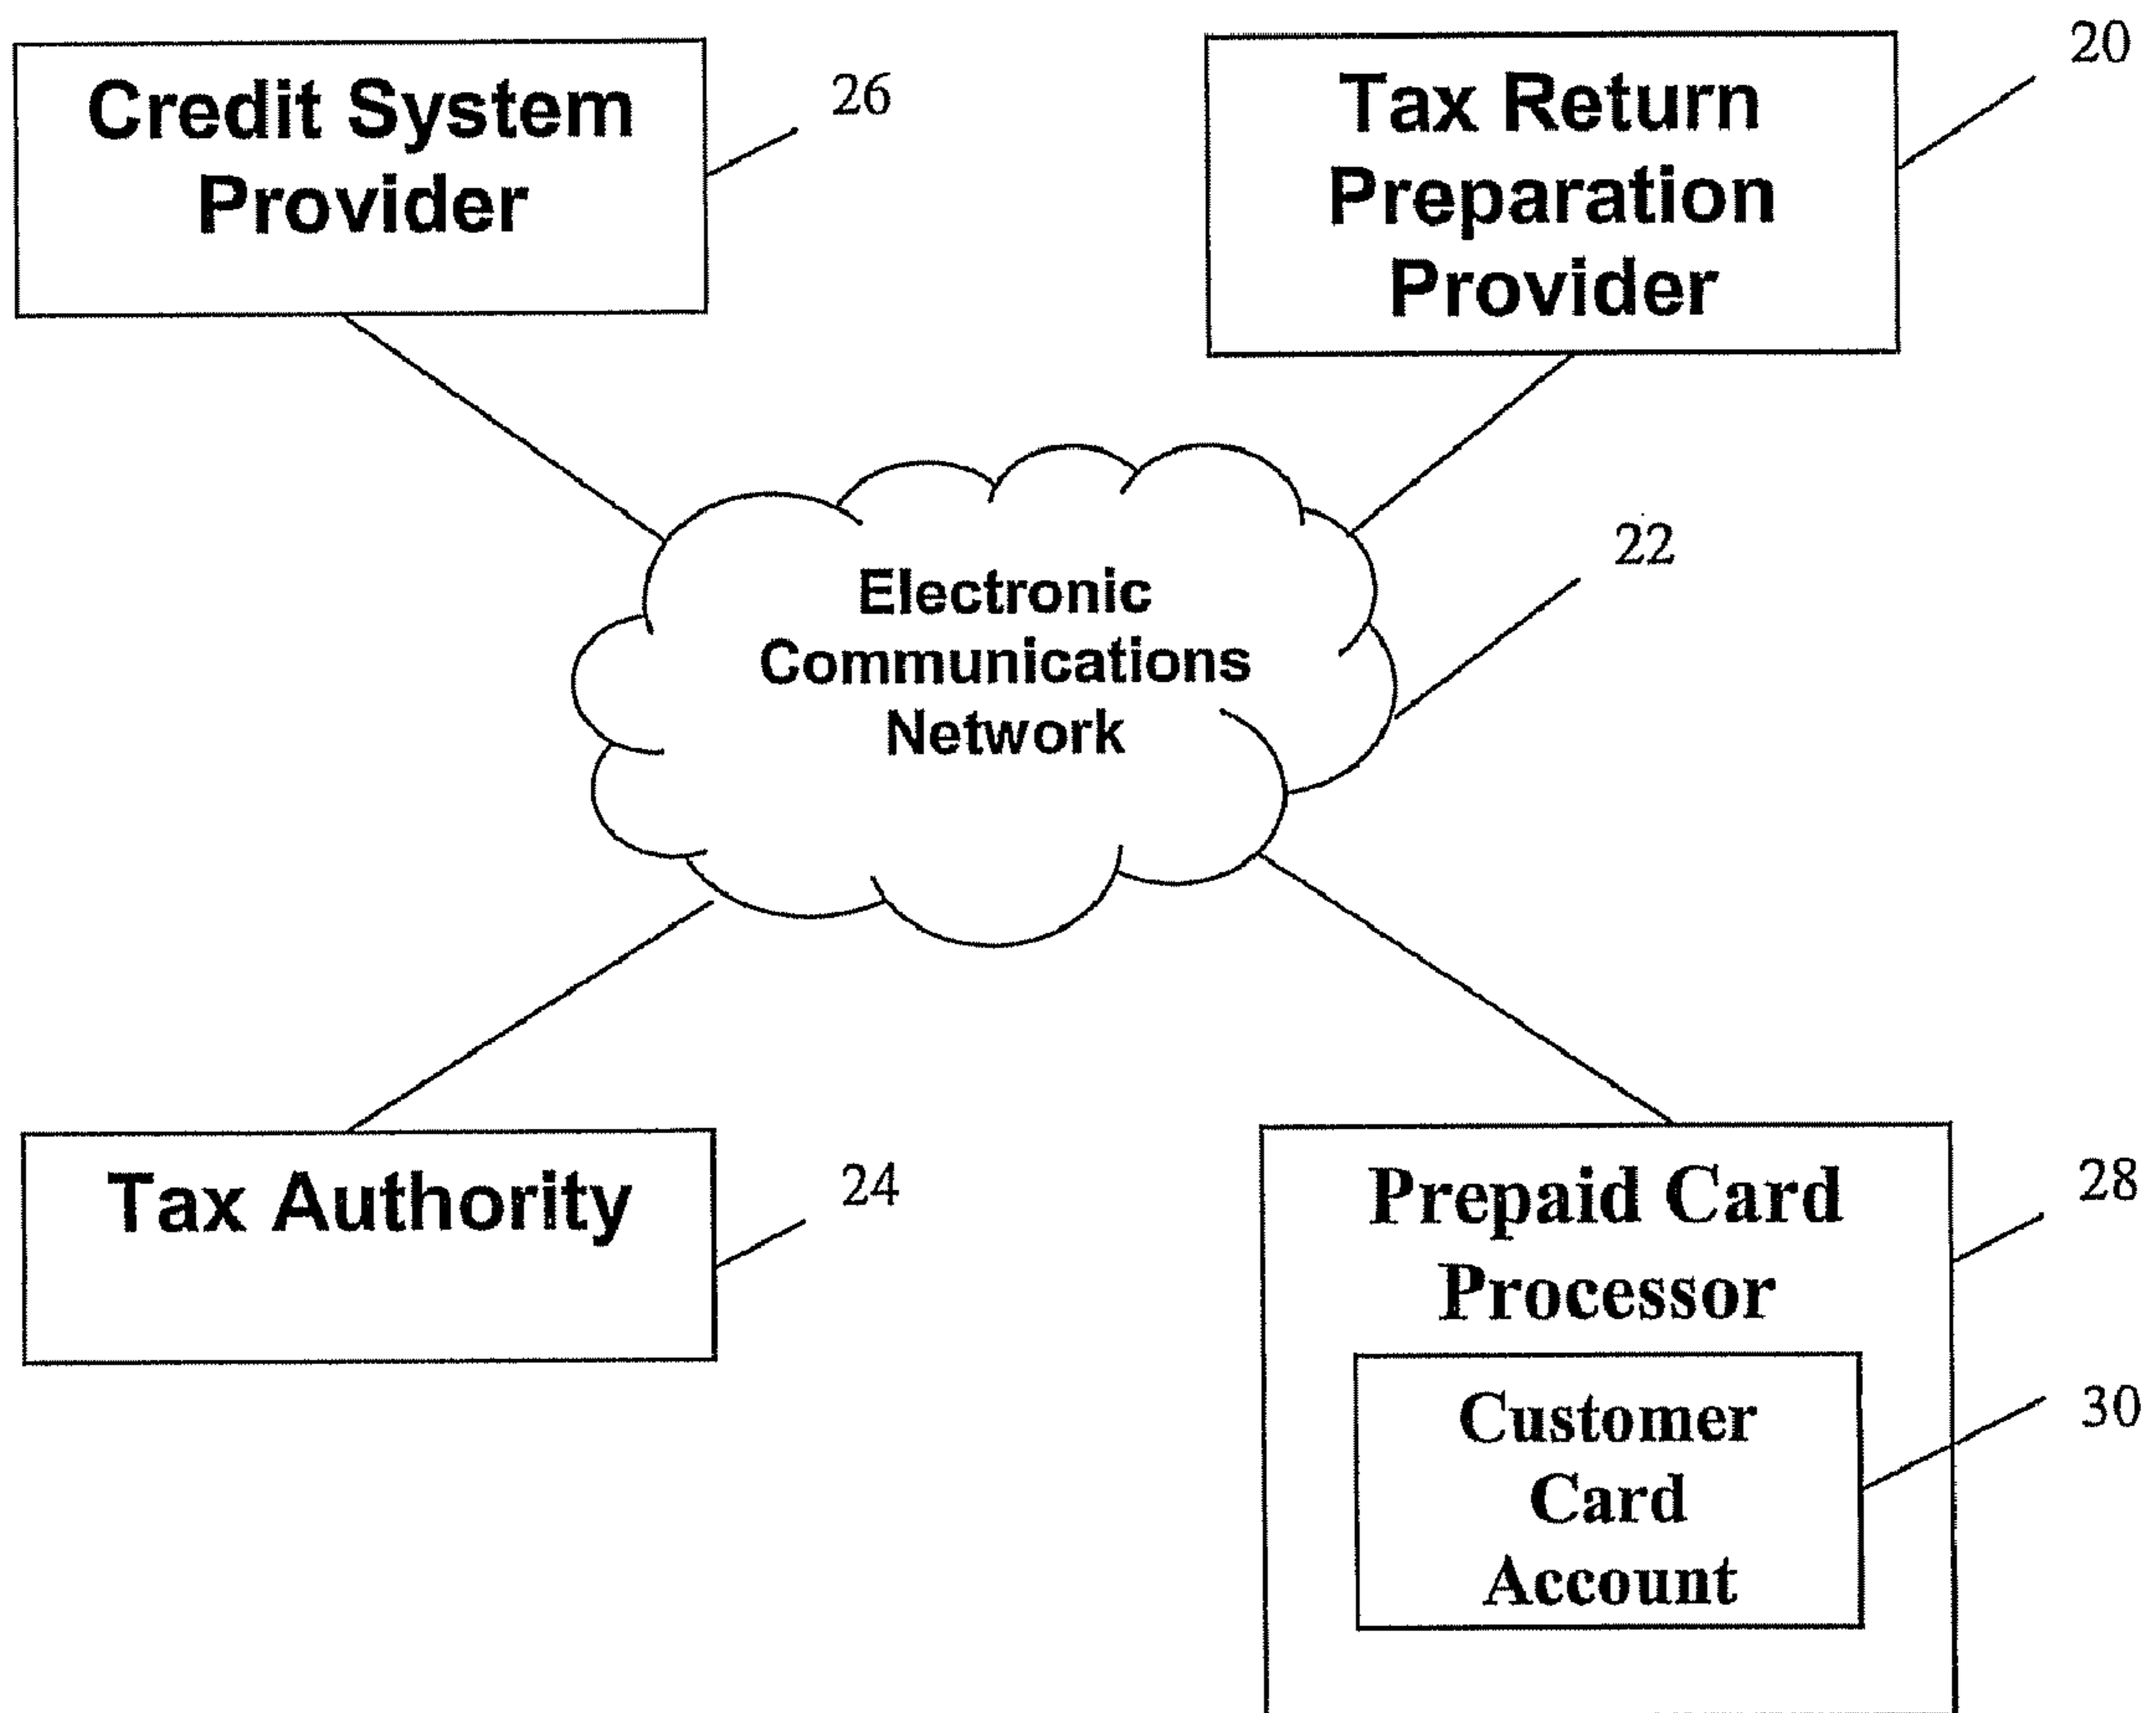 Credit System
Provider
26
Tax Return
Preparation
Provider
20
Electronic
Communications
Network
22
Tax Authority
24
Prepaid Card
Processor
28
Customer
Card
Account
30